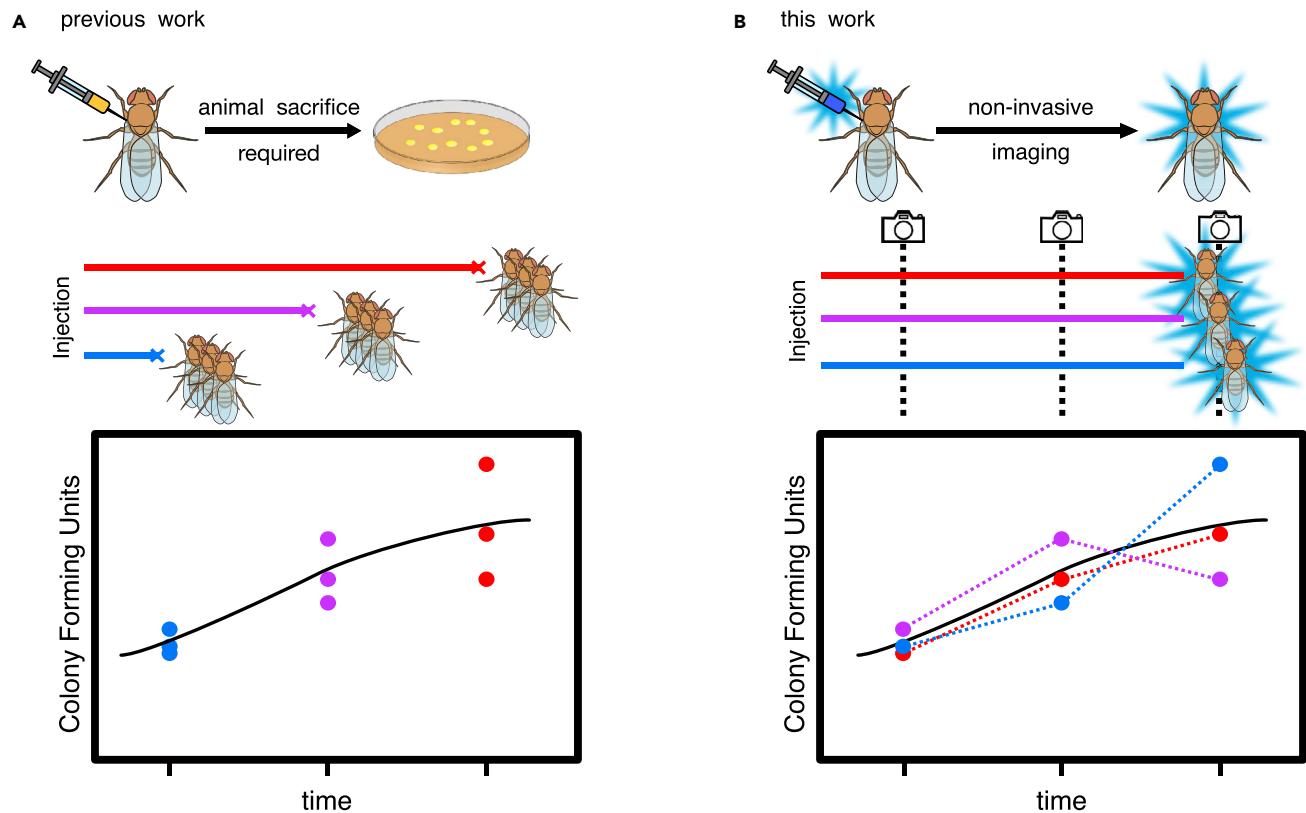 A previous work
animal sacrifice
required
Injection
Colony Forming Units
time
B this work
non-invasive
imaging
Injection
Colony Forming Units
time